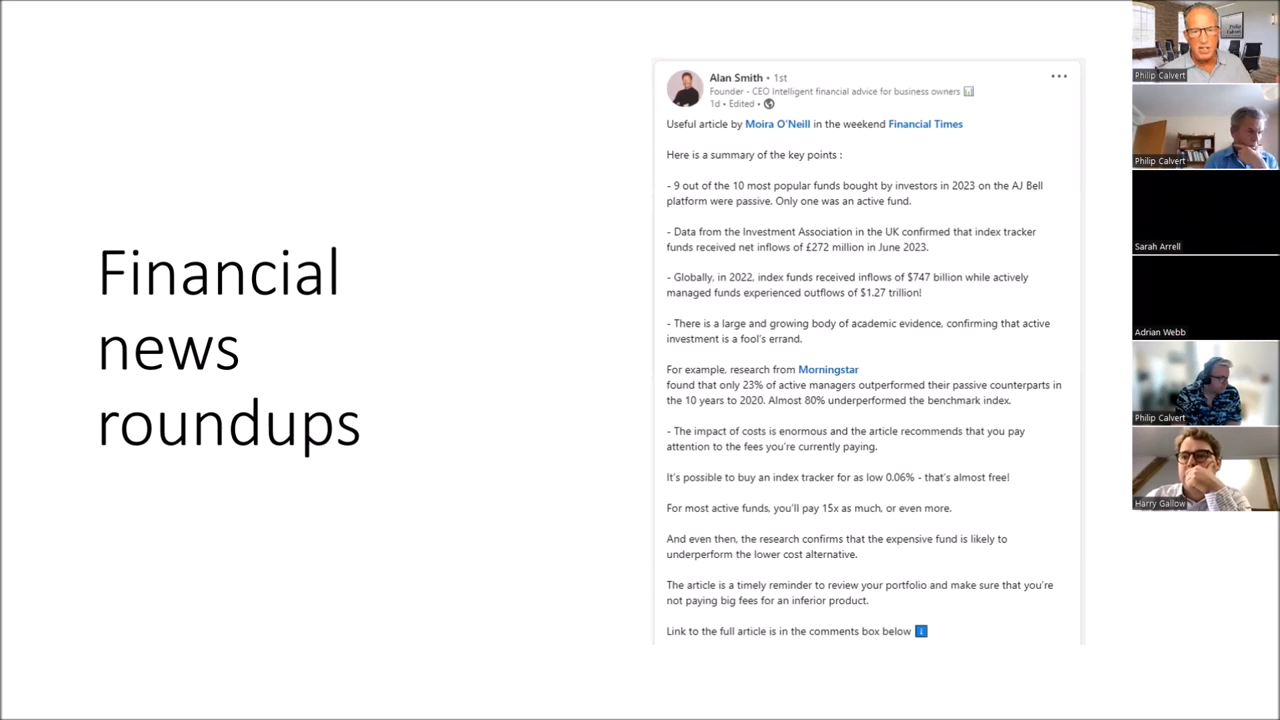 Financial
news
roundups
Alan Smith • 1st
Founder - CEO Intelligent financial advice for business owners
1d • Edited •
Useful article by Moira O'Neill in the weekend Financial Times
Here is a summary of the key points :
- 9 out of the 10 most popular funds bought by investors in 2023 on the AJ Bell
platform were passive. Only one was an active fund.
- Data from the Investment Association in the UK confirmed that index tracker
funds received net inflows of £272 million in June 2023.
- Globally, in 2022, index funds received inflows of $747 billion while actively
managed funds experienced outflows of $1.27 trillion!
- There is a large and growing body of academic evidence, confirming that active
investment is a fool's errand.
For example, research from Morningstar
found that only 23% of active managers outperformed their passive counterparts in
the 10 years to 2020. Almost 80% underperformed the benchmark index.
- The impact of costs is enormous and the article recommends that you pay
attention to the fees you're currently paying.
It's possible to buy an index tracker for as low 0.06% - that's almost free!
For most active funds, you'll pay 15x as much, or even more.
And even then, the research confirms that the expensive fund is likely to
underperform the lower cost alternative.
The article is a timely reminder to review your portfolio and make sure that you're
not paying big fees for an inferior product.
Link to the full article is in the comments box below
Philip Calvert
Philip Calvert
Philip Calvert
Sarah Arrell
Adrian Webb
Philip Calvert
Harry Gallow